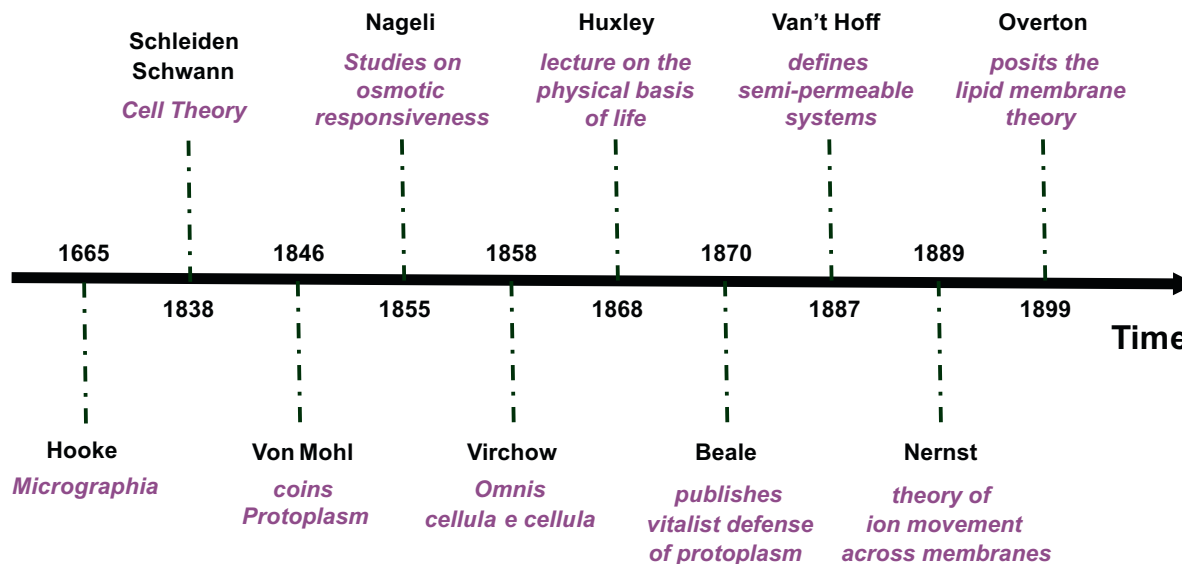 Schleiden
Schwann
Cell Theory
Nageli
Studies on
osmotic
responsiveness
Huxley
lecture on the
physical basis
of life
Van't Hoff
defines
semi-permeable
systems
Overton
posits the
lipid membrane
theory
1665
1846
1858
1870
1889
1838
1855
1868
1887
1899
Time
Hooke
Micrographia
Von Mohl
coins
Protoplasm
Virchow
Omnis
cellula e cellula
Beale
publishes
vitalist defense
of protoplasm
Nernst
theory of
ion movement
across membranes